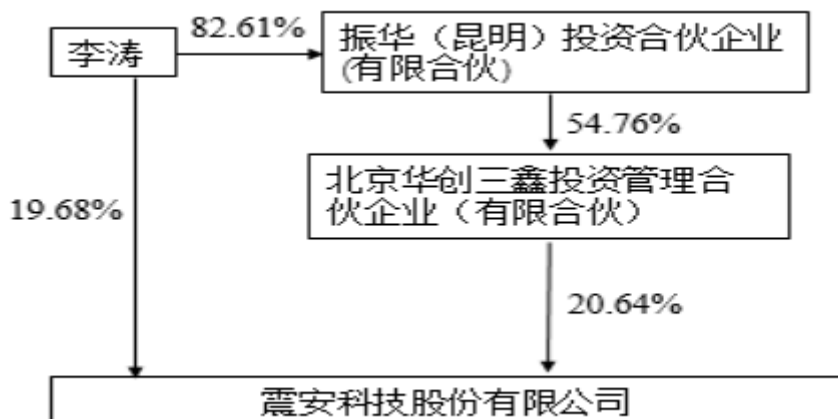 82.61%
李涛
振华（昆明）投资合伙企业
(有限合伙)
54.76%
北京华创三鑫投资管理合
伙企业（有限合伙）
19.68%
20.64%
震安科技股份有限公司